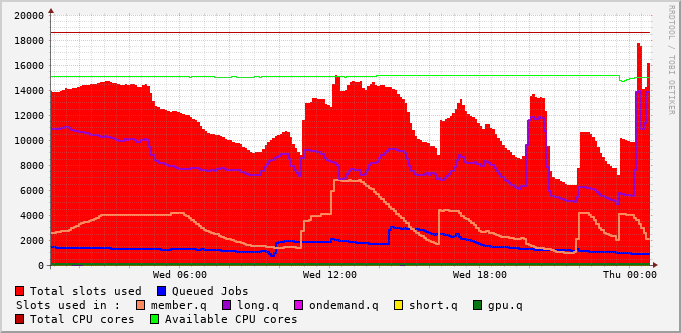 20000
18000
16000
14000
12000
10000
8000
6000
4000
2000
0
Wed 06:00 Wed 12:00 Wed 18:00 Thu 00:00
RRDTOOL / TOBI OETIKER
Total slots used Queued Jobs
Slots used in : member.q long.q ondemand.q short.q gpu.q
Total CPU cores Available CPU cores